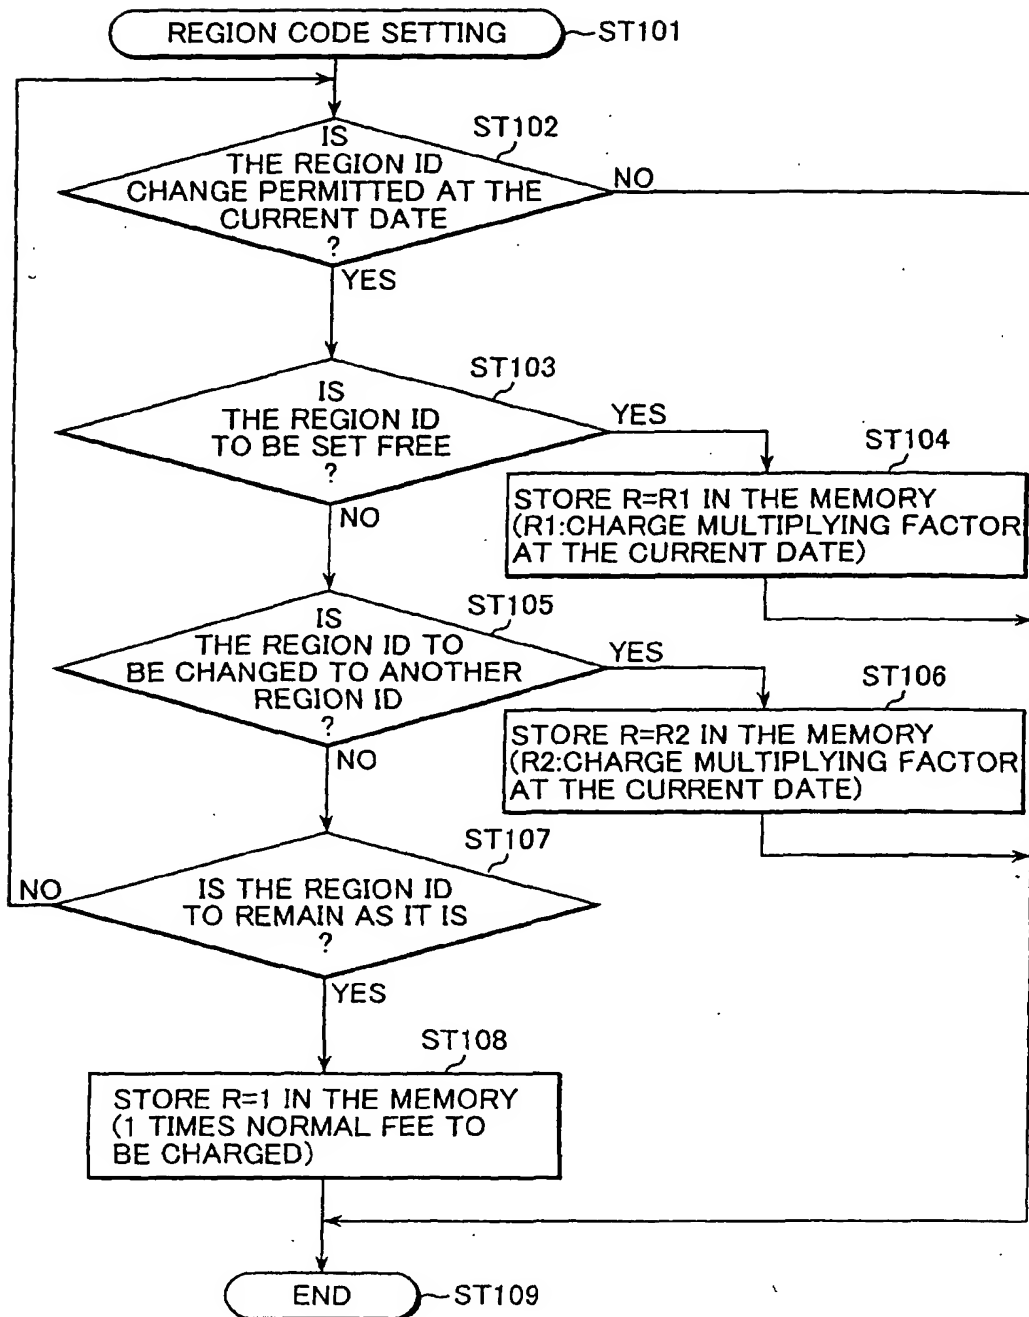 REGION CODE SETTING
ST101
ST102
IS
THE REGION ID
CHANGE PERMITTED AT THE
CURRENT DATE
?
NO
YES
ST103
IS
THE REGION ID
TO BE SET FREE
?
YES
NO
ST104
STORE R=R1 IN THE MEMORY
(R1:CHARGE MULTIPLYING FACTOR
AT THE CURRENT DATE)
ST105
IS
THE REGION ID TO
BE CHANGED TO ANOTHER
REGION ID
?
YES
NO
ST106
STORE R=R2 IN THE MEMORY
(R2:CHARGE MULTIPLYING FACTOR
AT THE CURRENT DATE)
ST107
NO
IS THE REGION ID
TO REMAIN AS IT IS
?
YES
ST108
STORE R=1 IN THE MEMORY
(1 TIMES NORMAL FEE TO
BE CHARGED)
END
ST109